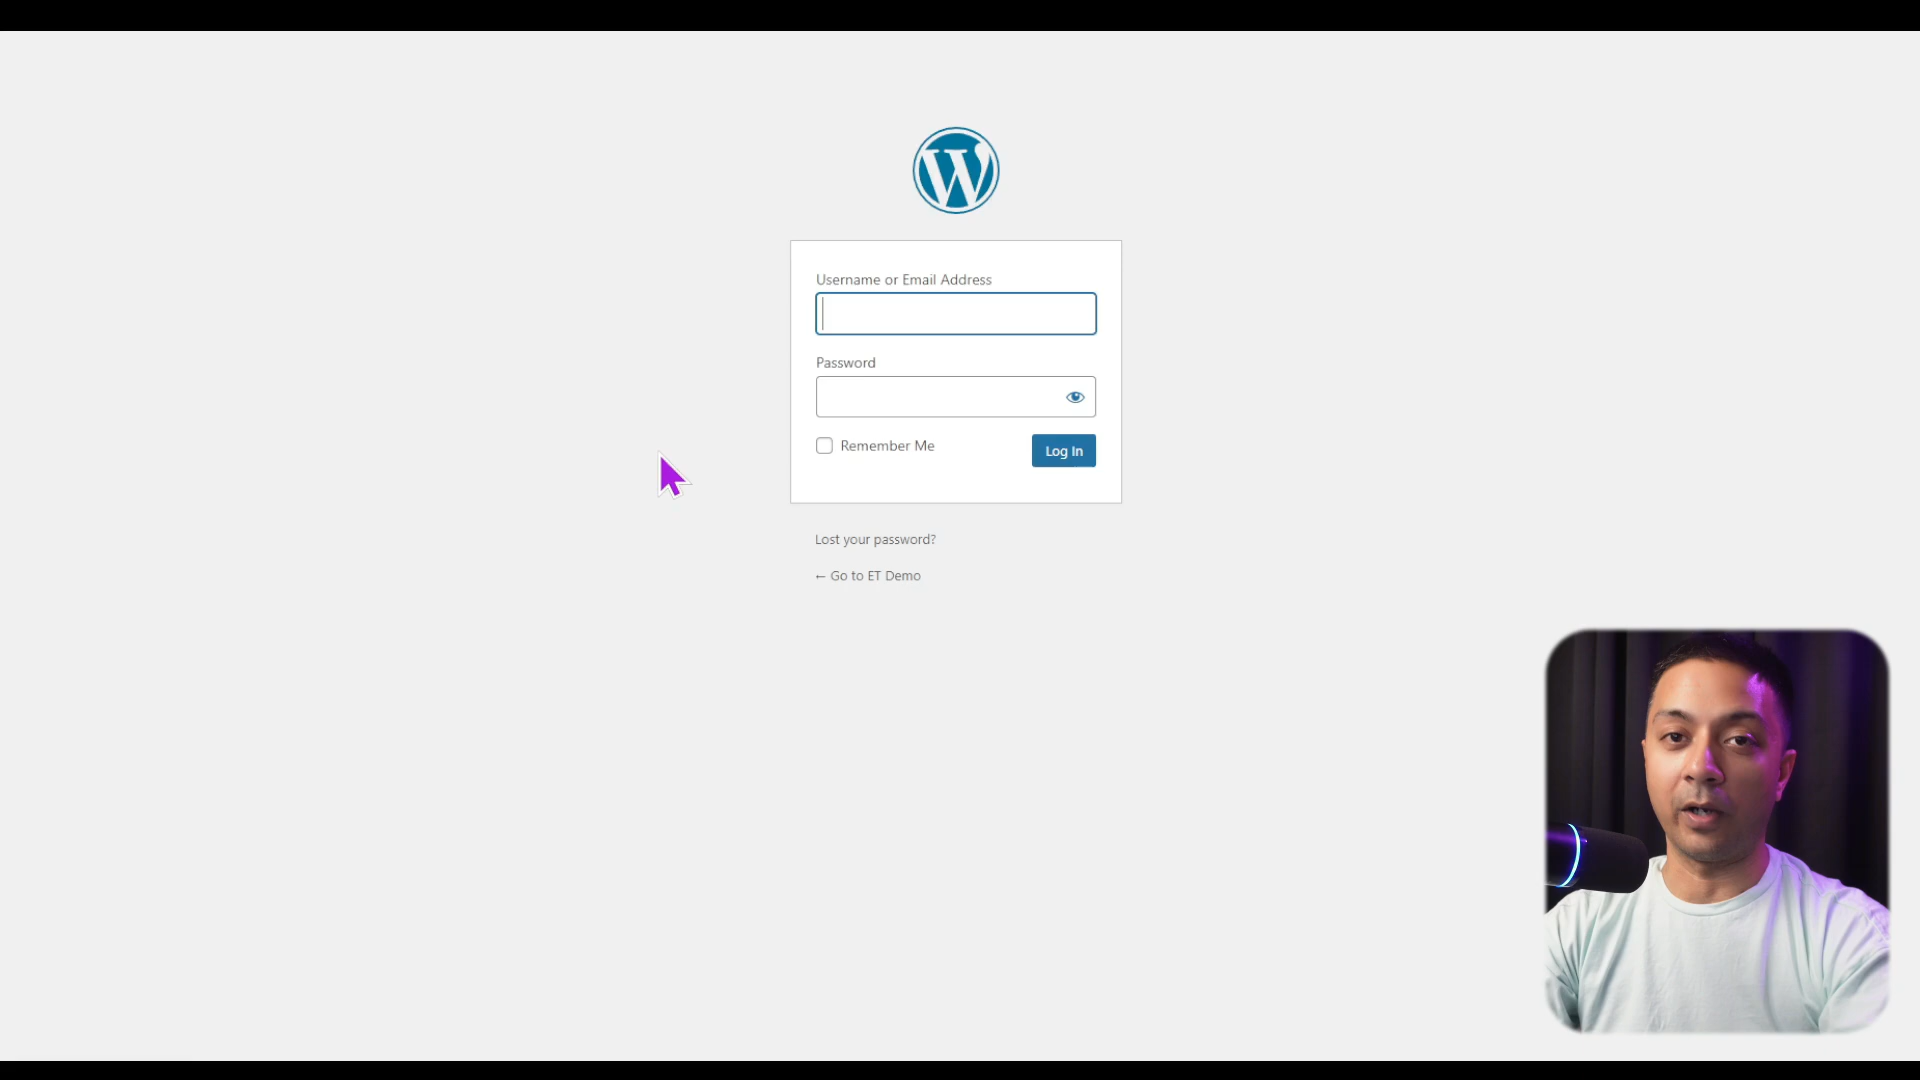 Username or Email Address
Password
Remember Me
Log In
Lost your password?
← Go to ET Demo